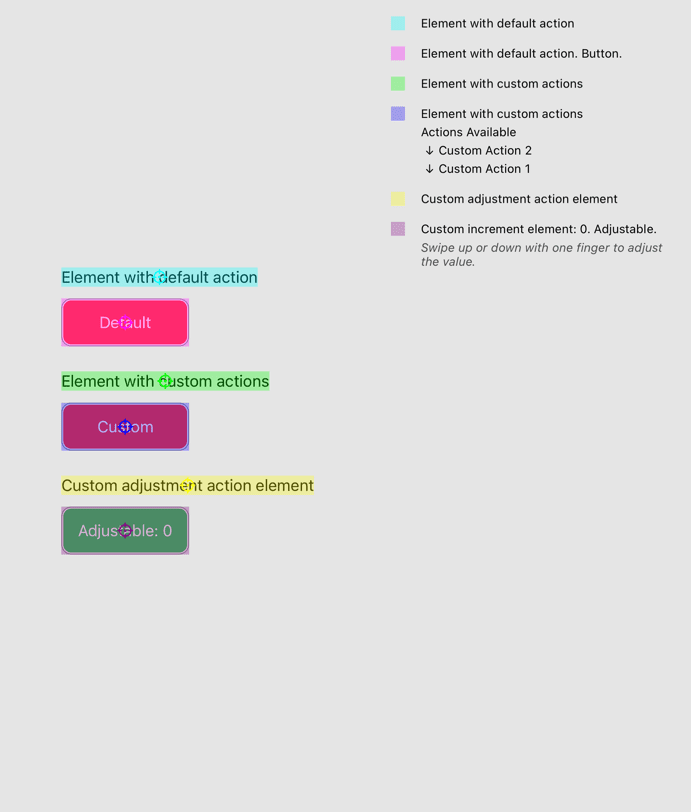 Element with default action
Element with default action. Button.
Element with custom actions
Element with custom actions
Actions Available
↓ Custom Action 2
↓ Custom Action 1
Custom adjustment action element
Custom increment element: 0. Adjustable.
Swipe up or down with one finger to adjust
the value.
Element with default action
Default
Element with custom actions
Custom
Custom adjustment action element
Adjustable: 0